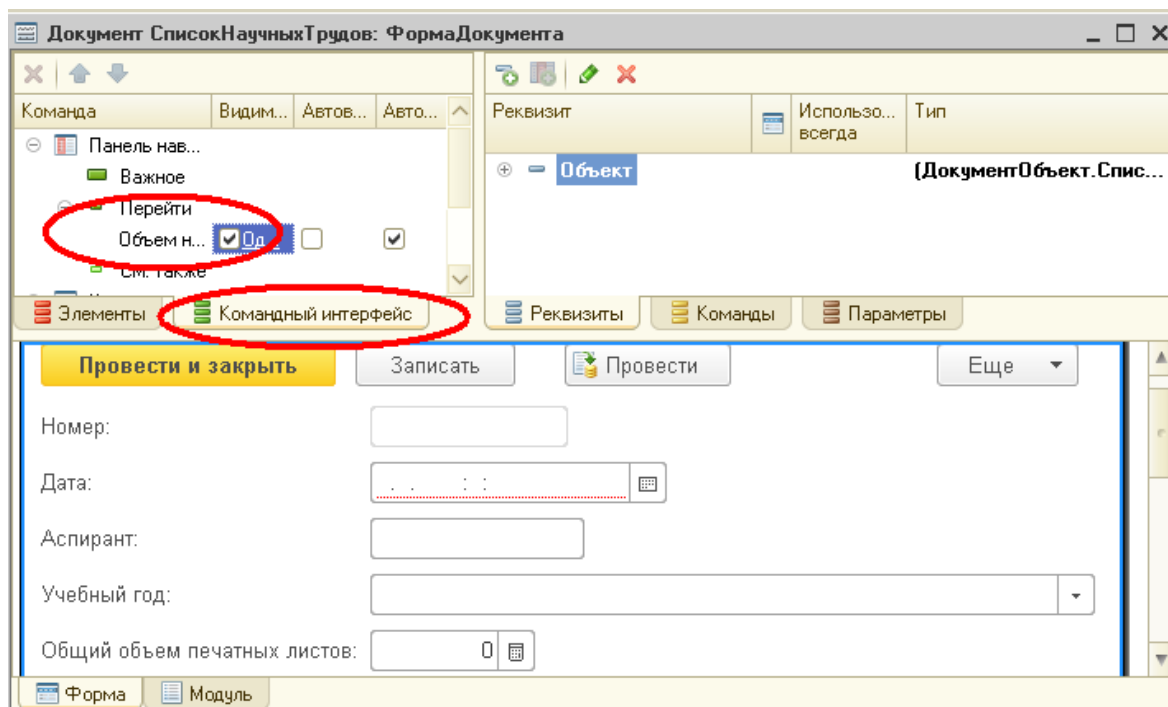 Документ СписокНаучныхТрудов: ФормаДокумента
Команда Видим... Автов... Авто...
Реквизит Использо... всегда Тип
Панель нав...
Важное
Объект (ДокументОбъект.Спис...
Перейти
Объем н... Од...
См. также
Элементы Командный интерфейс Реквизиты Команды Параметры
Провести и закрыть Записать Провести Еще
Номер:
Дата: . . : :
Аспирант:
Учебный год:
Общий объем печатных листов: 0
Форма Модуль